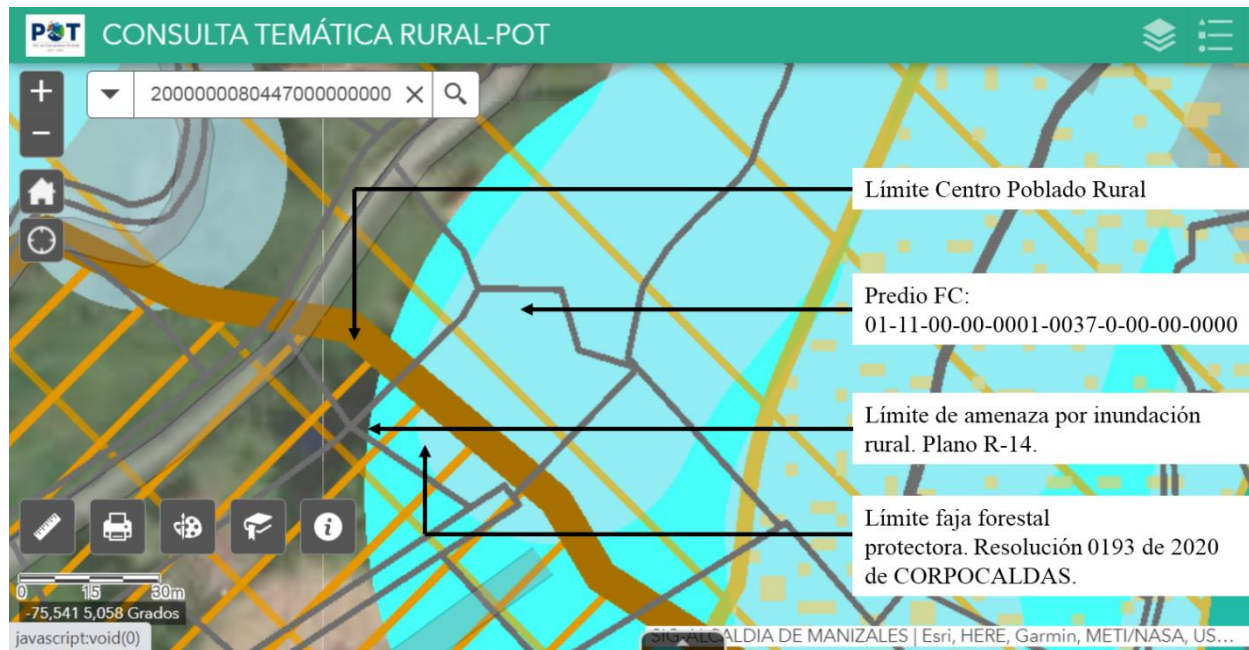 POT
CONSULTA TEMÁTICA RURAL-POT
2000000080447000000000
Límite Centro Poblado Rural
Predio FC:
01-11-00-00-0001-0037-0-00-00-0000
Límite de amenaza por inundación
rural. Plano R-14.
Límite faja forestal
protectora. Resolución 0193 de 2020
de CORPOCALDAS.
0 15 30m
-75,541 5,058 Grados
javascript:void(0)
SIG-ALCALDIA DE MANIZALES | Esri, HERE, Garmin, METI/NASA, US...